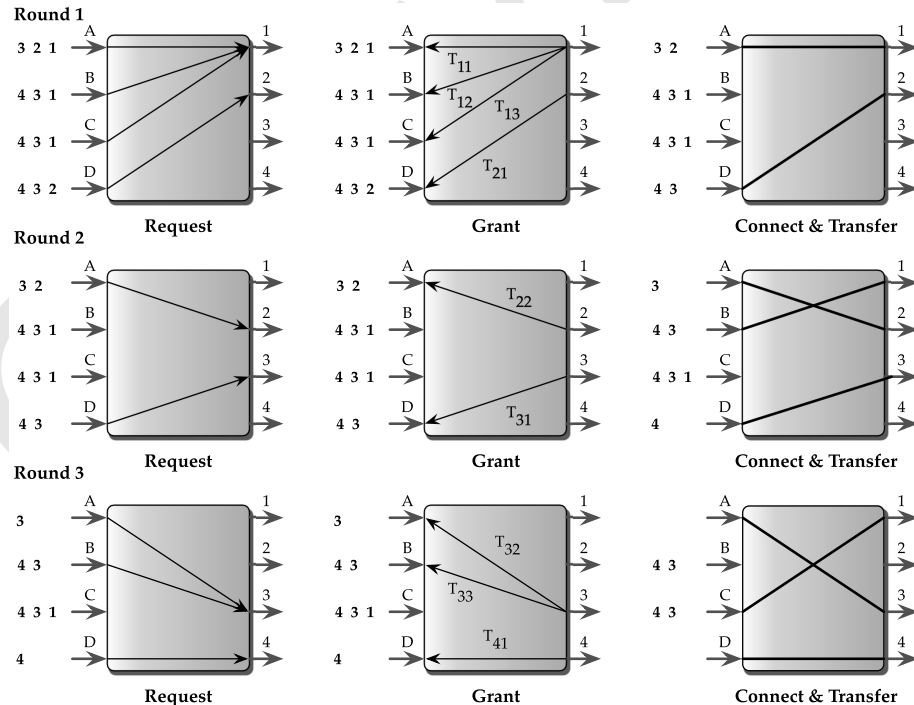 Round 1
A 1 A 1 A 1
3 2 1 3 2 1 3 2
T11
B 2 B 2 B 2
4 3 1 4 3 1 4 3 1
T12 T13
C 3 C 3 C 3
4 3 1 4 3 1 4 3 1
D 4 D 4 D 4
T21
4 3 2 4 3 2 4 3
Request Grant Connect & Transfer
Round 2
A 1 A 1 A 1
3 2 3 2 3
T22
B 2 B 2 B 2
4 3 1 4 3 1 4 3
C 3 C 3 C 3
4 3 1 4 3 1 4 3 1
D 4 D 4 D 4
T31
4 3 4 3 4
Request Grant Connect & Transfer
Round 3
A 1 A 1 A 1
3 3
T32
B 2 B 2 B 2
4 3 4 3
T33
C 3 C 3 C 3
4 3 1 4 3 1 4 3
D 4 D 4 D 4
T41
4 4
Request Grant Connect & Transfer